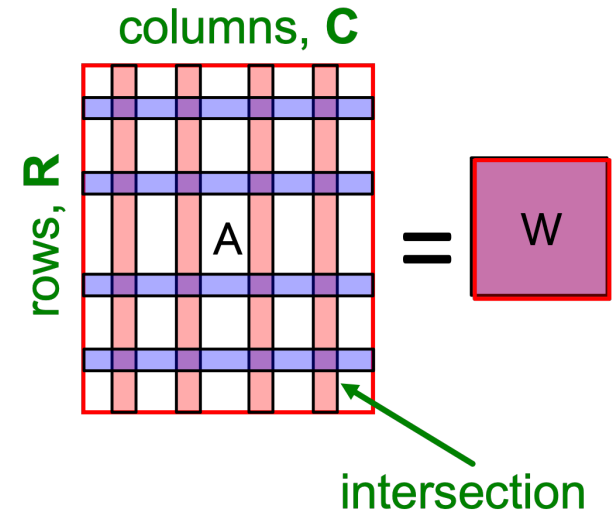 columns, C
rows, R
A
=
W
intersection